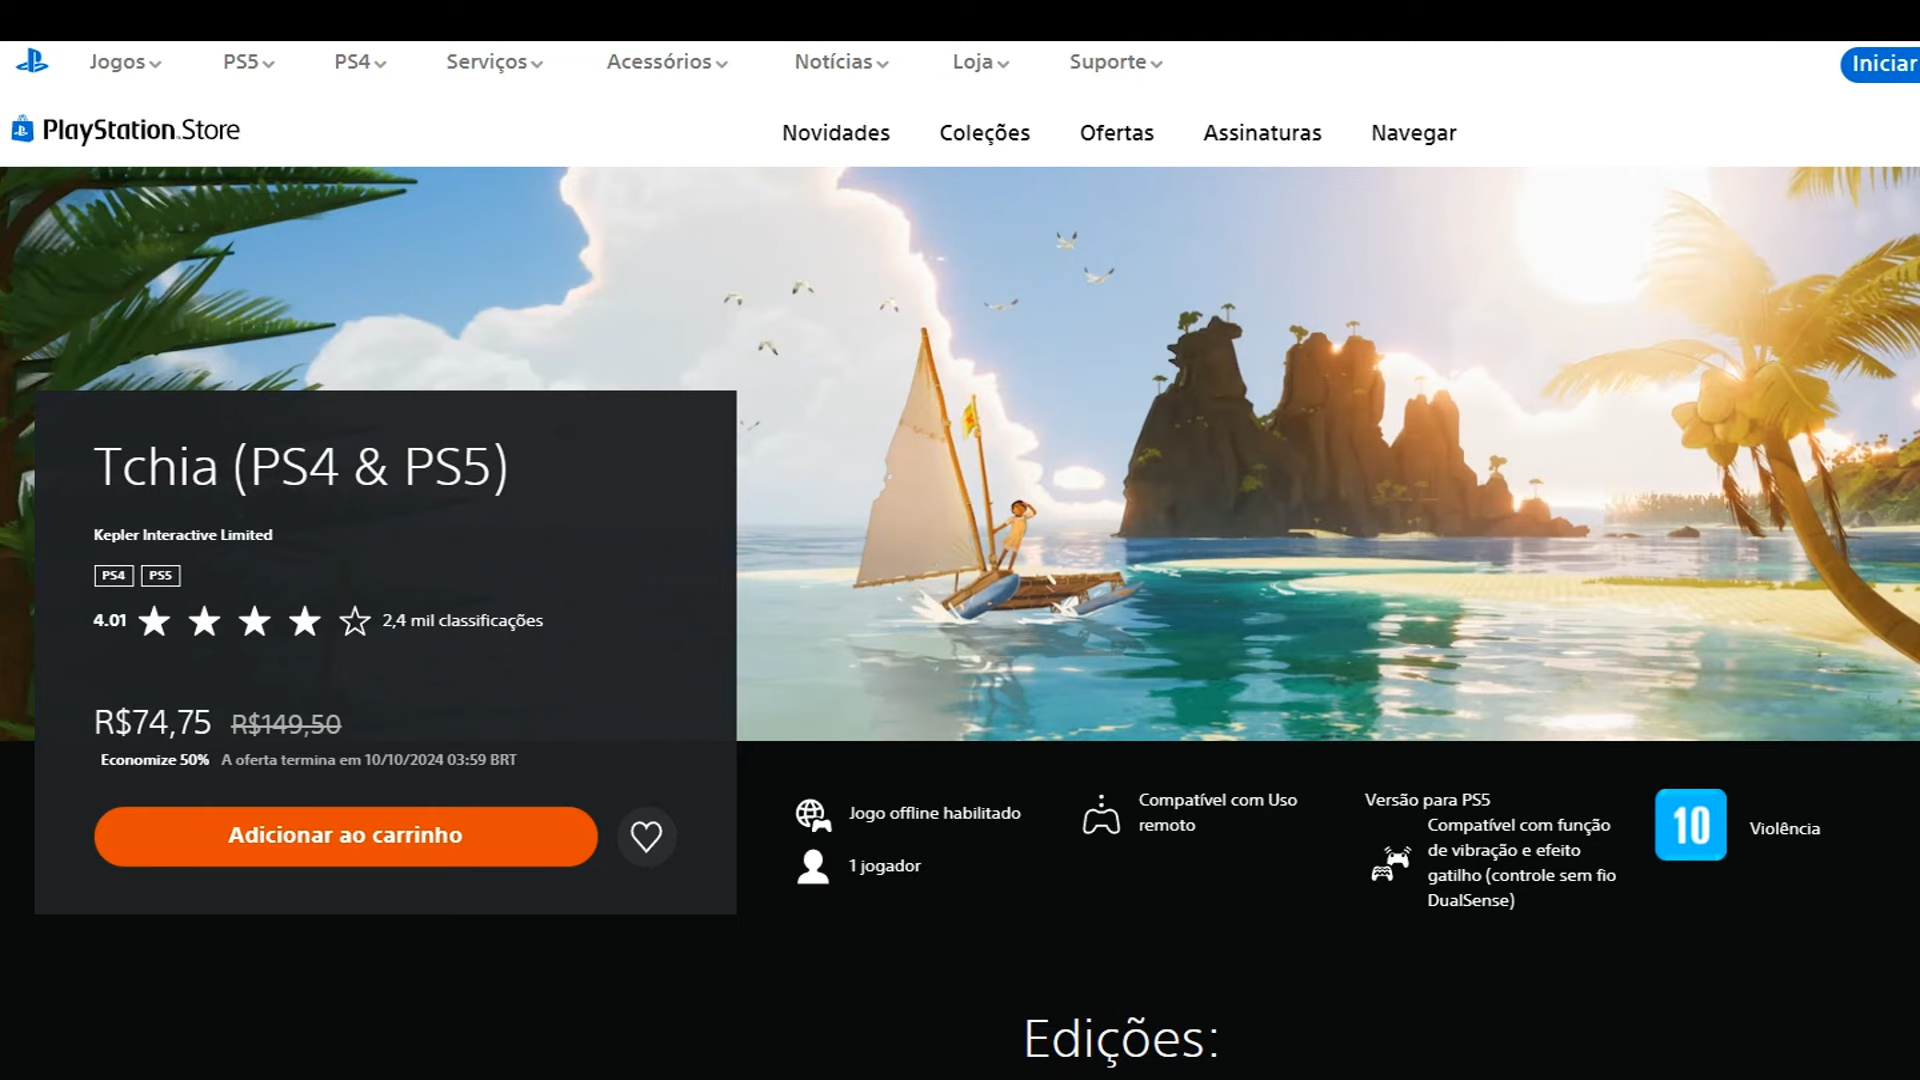 Jogos PS5 PS4 Serviços Acessórios Notícias Loja Suporte Iniciar
PlayStation Store
Novidades Coleções Ofertas Assinaturas Navegar
Tchia (PS4 & PS5)
Kepler Interactive Limited
PS4 PS5
4.01 2,4 mil classificações
R$74,75 R$149,50
Economize 50% A oferta termina em 10/10/2024 03:59 BRT
Adicionar ao carrinho
Jogo offline habilitado
1 jogador
Compatível com Uso
remoto
Versão para PS5
Compatível com função
de vibração e efeito
gatilho (controle sem fio
DualSense)
10
Violência
Edições: